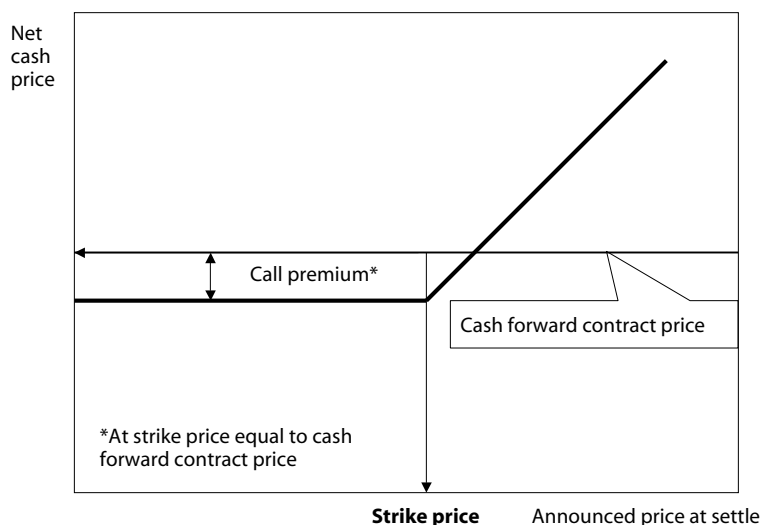 Net
cash
price
Call premium*
Cash forward contract price
*At strike price equal to cash
forward contract price
Strike price
Announced price at settle